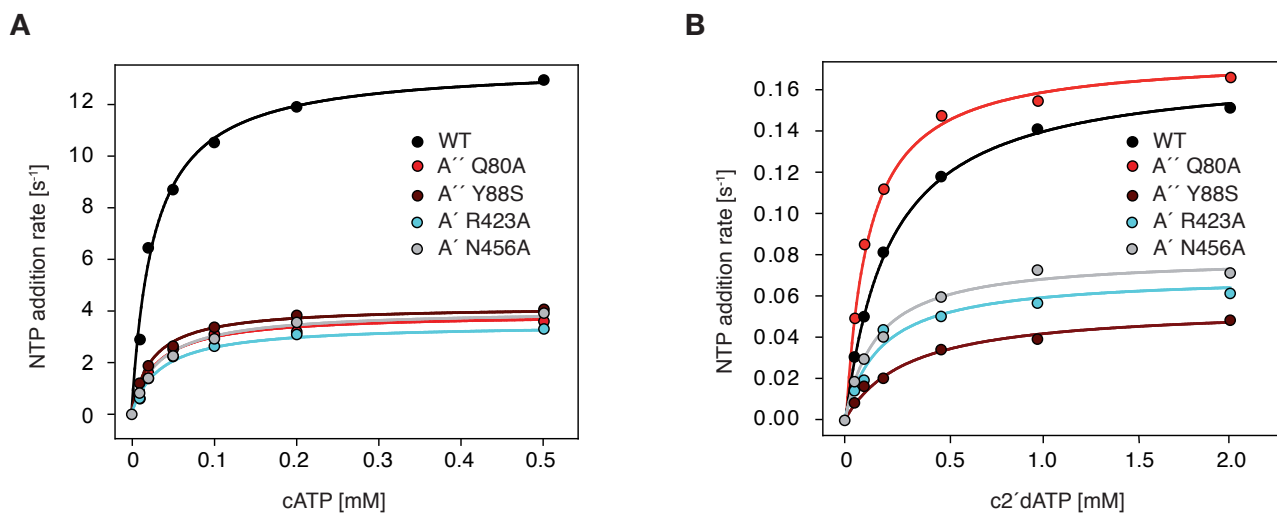 A
NTP addition rate [s⁻¹]
12
10
8
6
4
2
0
0
0.1
0.2
0.3
0.4
0.5
cATP [mM]
WT
A´´ Q80A
A´´ Y88S
A´ R423A
A´ N456A
B
NTP addition rate [s⁻¹]
0.16
0.14
0.12
0.10
0.08
0.06
0.04
0.02
0.00
0
0.5
1.0
1.5
2.0
c2´dATP [mM]
WT
A´´ Q80A
A´´ Y88S
A´ R423A
A´ N456A